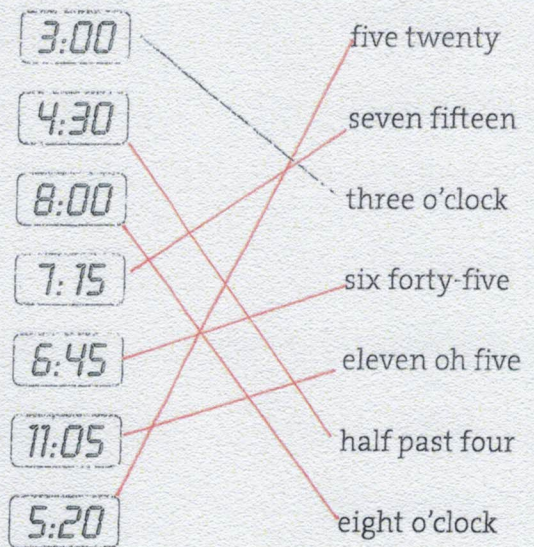 3:00 five twenty
4:30 seven fifteen
8:00 three o'clock
7:15 six forty-five
6:45 eleven oh five
11:05 half past four
5:20 eight o'clock